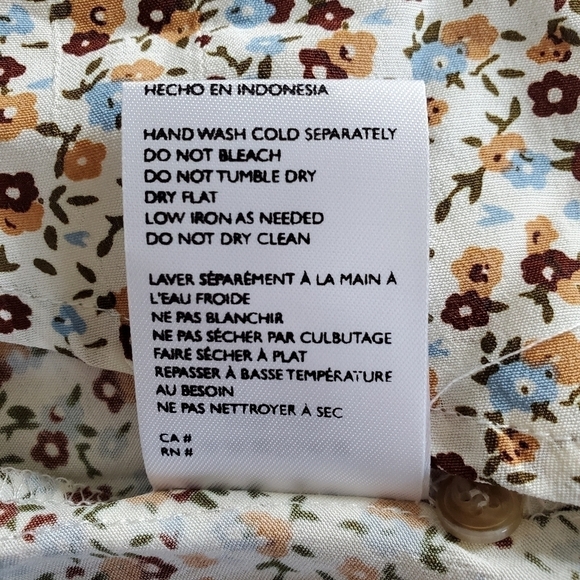 HECHO EN INDONESIA
HAND WASH COLD SEPARATELY
DO NOT BLEACH
DO NOT TUMBLE DRY
DRY FLAT
LOW IRON AS NEEDED
DO NOT DRY CLEAN
LAVER SÉPARÉMENT À LA MAIN À
L'EAU FROIDE
NE PAS BLANCHIR
NE PAS SÉCHER PAR CULBUTAGE
FAIRE SÉCHER À PLAT
REPASSER À BASSE TEMPÉRATURE
AU BESOIN
NE PAS NETTROYER À SEC
CA #
RN #